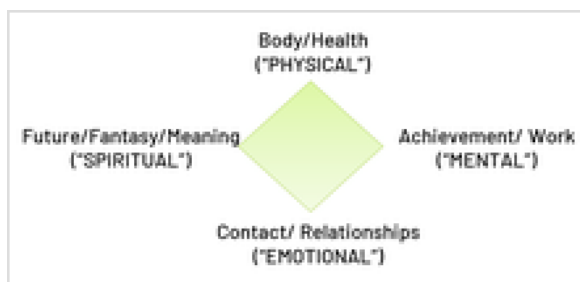 Body/Health
("PHYSICAL")
Future/Fantasy/Meaning
("SPIRITUAL")
Achievement/ Work
("MENTAL")
Contact/ Relationships
("EMOTIONAL")